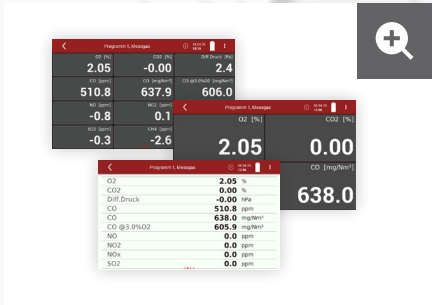 Programm 1, Messgas
O2 [%] CO2 [%] Diff.Druck [Pa]
2.05 -0.00 2.4
CO [ppm] CO [mg/Nm³] CO @3.0%O2 [ppm]
510.8 637.9 606.0
NO [ppm] NO2 [ppm]
-0.8 0.1
SO2 [ppm] CH4 [ppm]
-0.3 -2.6
Programm 1, Messgas
O2 [%] CO2 [%]
2.05 0.00
CO [mg/Nm³]
638.0
Programm 1, Messgas
O2 2.05 %
CO2 0.00 %
Diff.Druck -0.00 hPa
CO 510.8 ppm
CO 638.0 mg/Nm³
CO @3.0%O2 605.9 mg/Nm³
NO 0.0 ppm
NO2 0.0 ppm
NOx 0.0 ppm
SO2 0.0 ppm